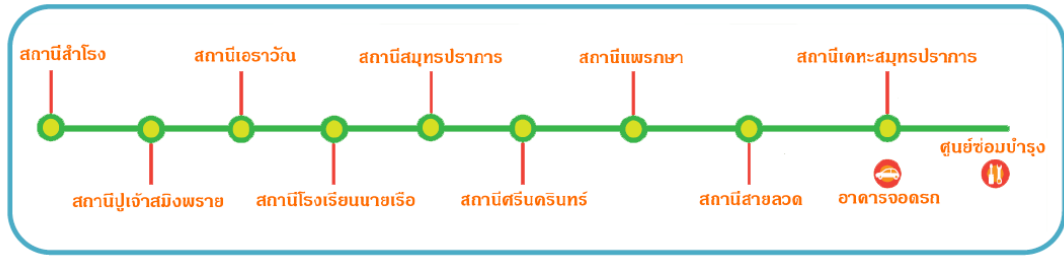 สถานีสำโรง
สถานีเอราวัณ
สถานีสมุทรปราการ
สถานีแพรกษา
สถานีเคหะสมุทรปราการ
ศูนย์ซ่อมบำรุง
สถานีปู่เจ้าสมิงพราย
สถานีโรงเรียนนายเรือ
สถานีศรีนครินทร์
สถานีสายลวด
อาคารจอดรถ